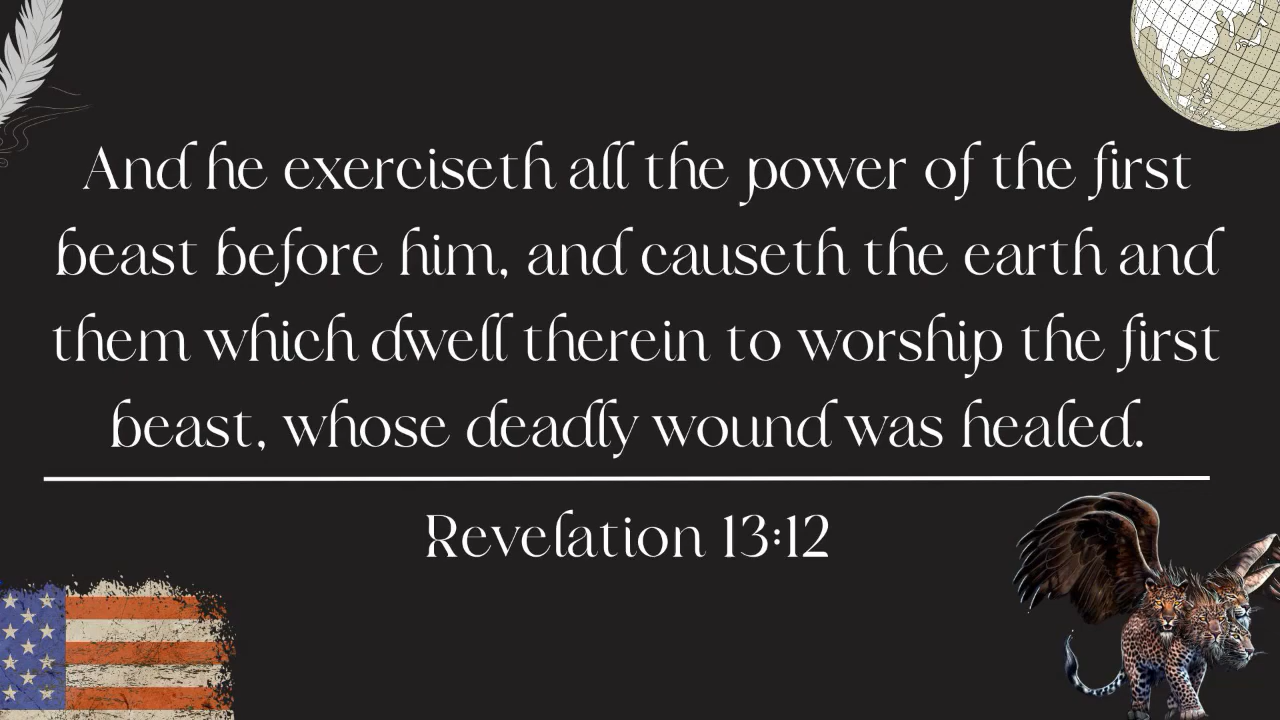 And he exerciseth all the power of the first
beast before him, and causeth the earth and
them which dwell therein to worship the first
beast, whose deadly wound was healed.
Revelation 13:12